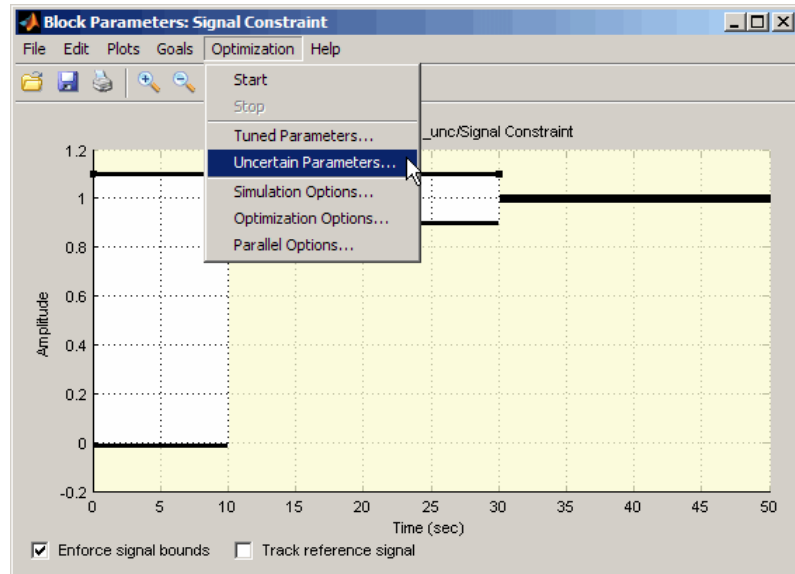 Block Parameters: Signal Constraint
File Edit Plots Goals Optimization Help
Start
Stop
Tuned Parameters...
Uncertain Parameters...
Simulation Options...
Optimization Options...
Parallel Options...
_unc/Signal Constraint
1.2
1
0.8
0.6
0.4
0.2
0
-0.2
Amplitude
0 5 10 15 20 25 30 35 40 45 50
Time (sec)
Enforce signal bounds Track reference signal